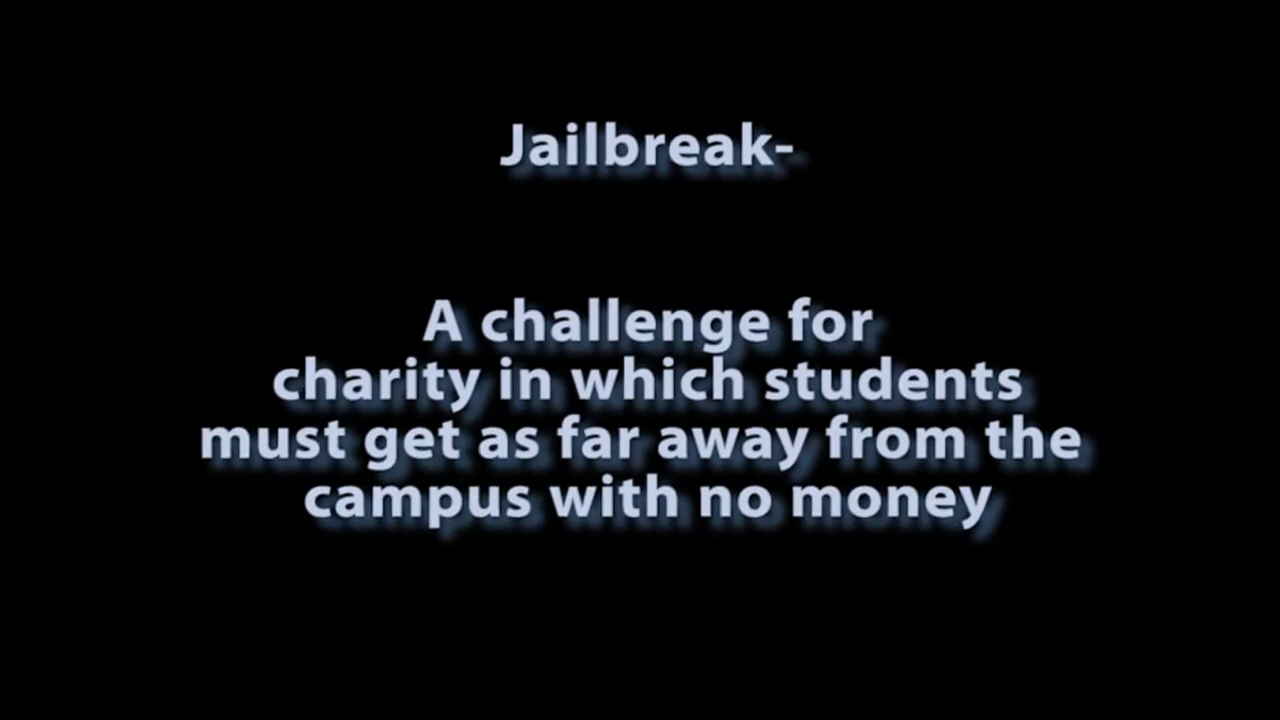 Jailbreak-
A challenge for
charity in which students
must get as far away from the
campus with no money